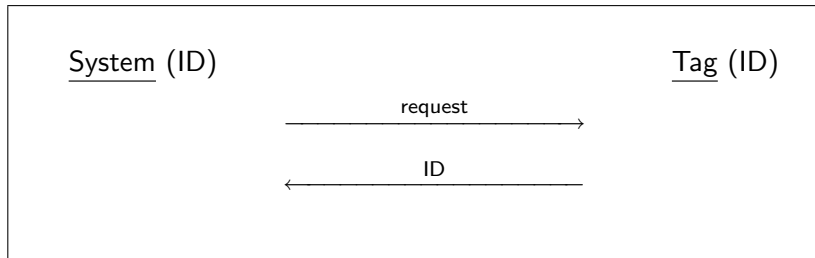 System (ID) Tag (ID)
request
ID